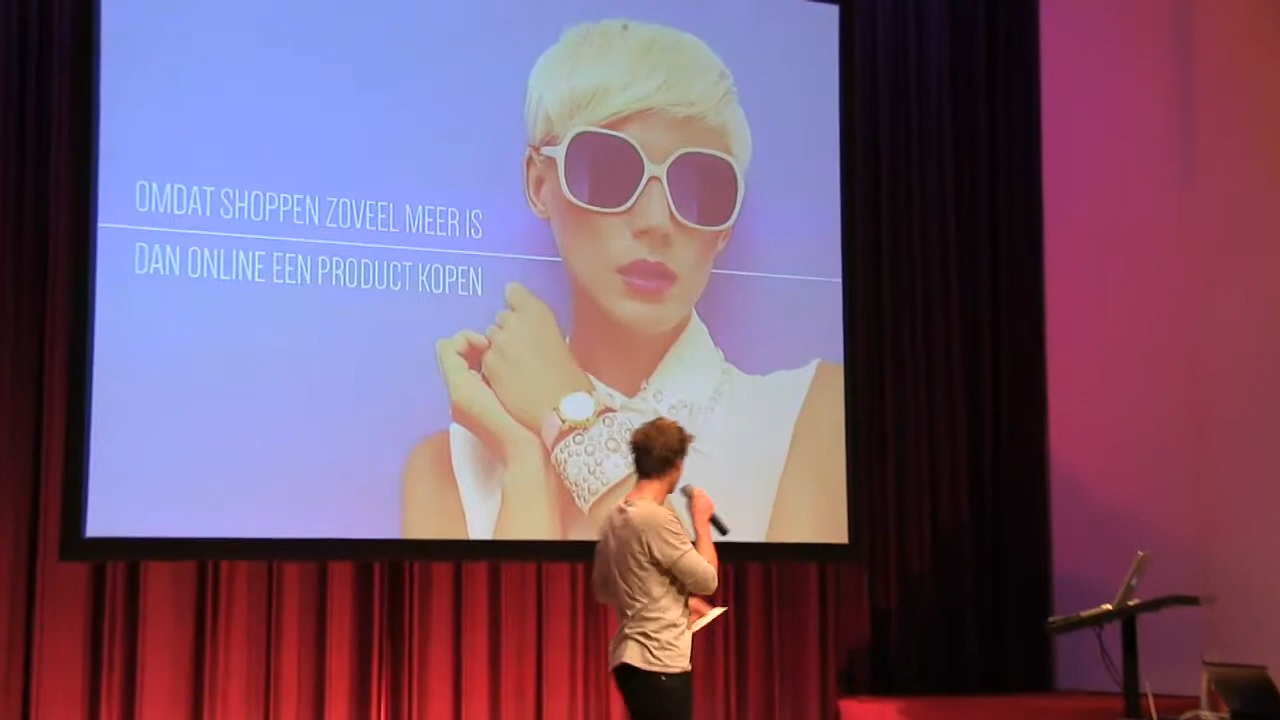 OMDAT SHOPPEN ZOVEEL MEER IS
DAN ONLINE EEN PRODUCT KOPEN